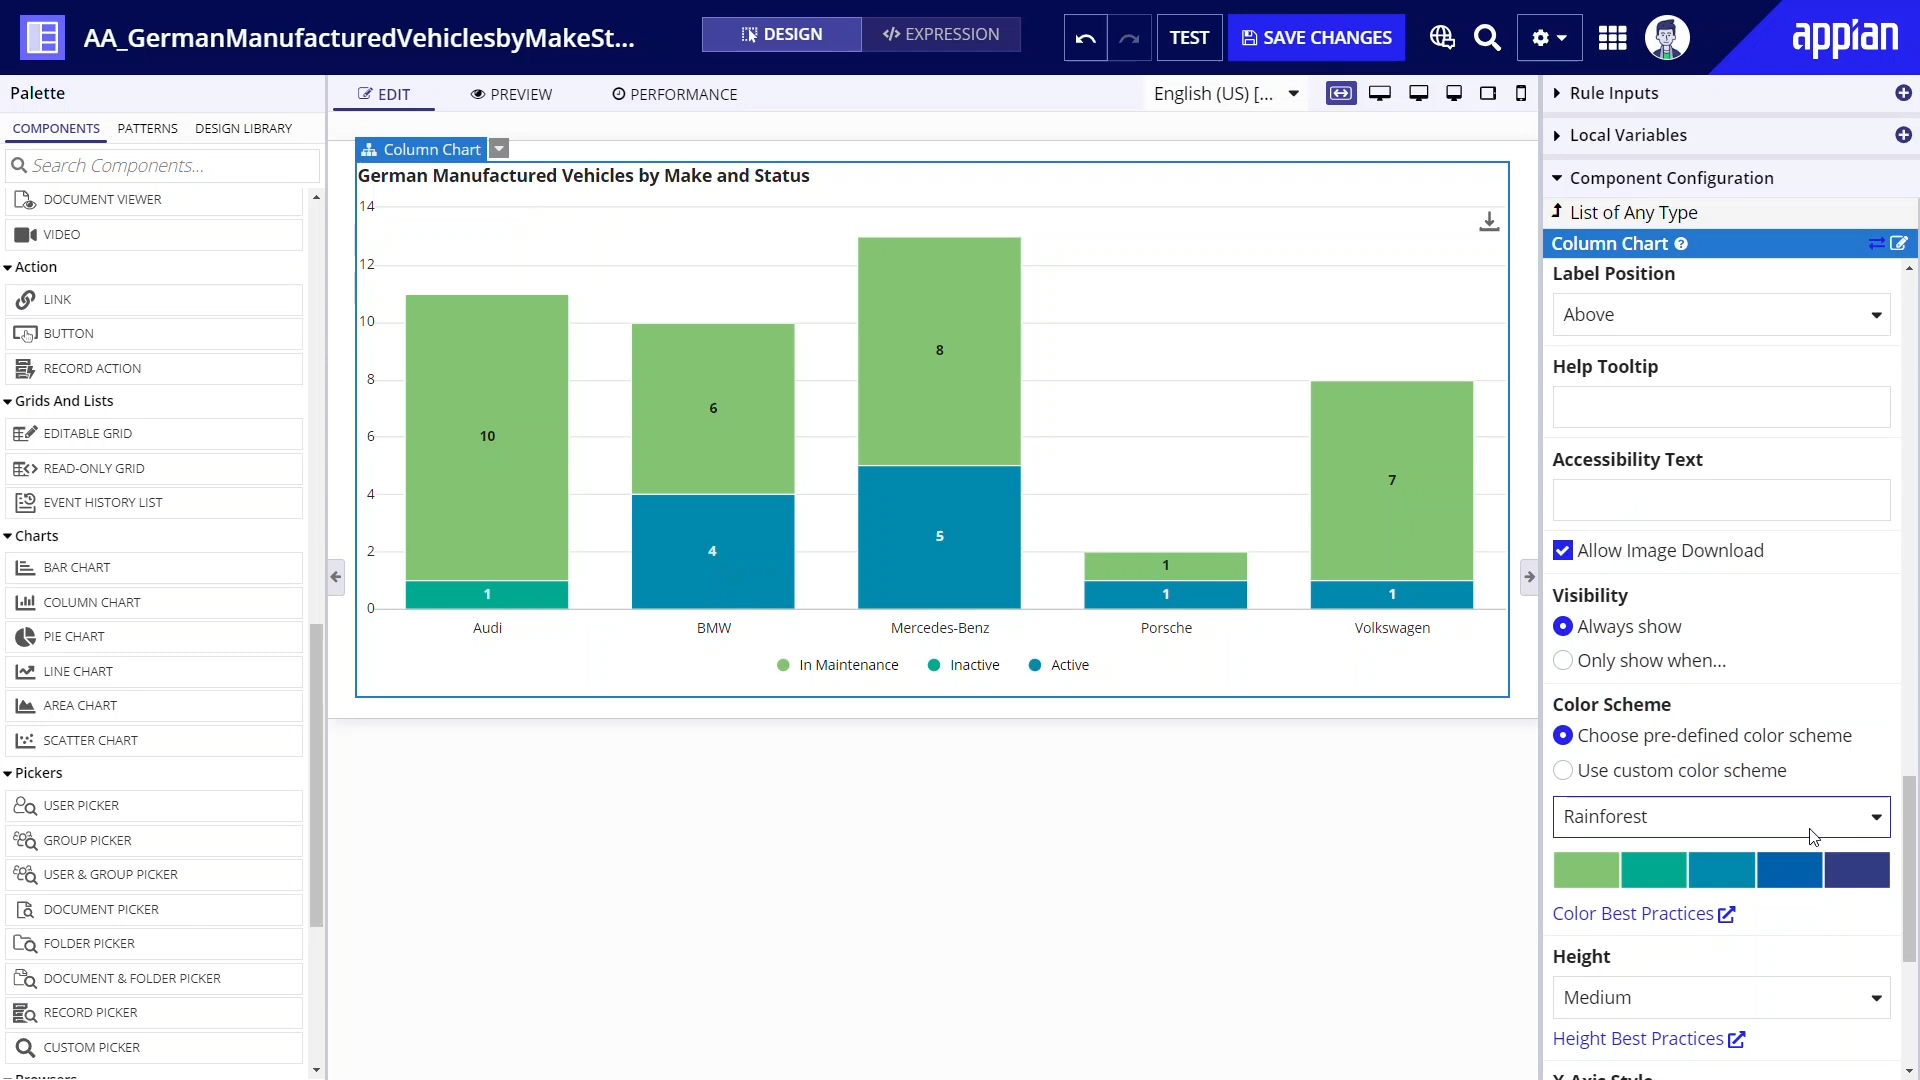 AA_GermanManufacturedVehiclesbyMakeSt...
DESIGN
EXPRESSION
TEST
SAVE CHANGES
appian
Palette
COMPONENTS
PATTERNS
DESIGN LIBRARY
Search Components...
DOCUMENT VIEWER
VIDEO
Action
LINK
BUTTON
RECORD ACTION
Grids And Lists
EDITABLE GRID
READ-ONLY GRID
EVENT HISTORY LIST
Charts
BAR CHART
COLUMN CHART
PIE CHART
LINE CHART
AREA CHART
SCATTER CHART
Pickers
USER PICKER
GROUP PICKER
USER & GROUP PICKER
DOCUMENT PICKER
FOLDER PICKER
DOCUMENT & FOLDER PICKER
RECORD PICKER
CUSTOM PICKER
Browsers
EDIT
PREVIEW
PERFORMANCE
English (US) [...
Column Chart
German Manufactured Vehicles by Make and Status
14
12
10
8
6
4
2
0
10
1
6
4
8
5
1
1
7
1
Audi
BMW
Mercedes-Benz
Porsche
Volkswagen
In Maintenance
Inactive
Active
Rule Inputs
Local Variables
Component Configuration
List of Any Type
Column Chart
Label Position
Above
Help Tooltip
Accessibility Text
Allow Image Download
Visibility
Always show
Only show when...
Color Scheme
Choose pre-defined color scheme
Use custom color scheme
Rainforest
Color Best Practices
Height
Medium
Height Best Practices
Y-Axis Style